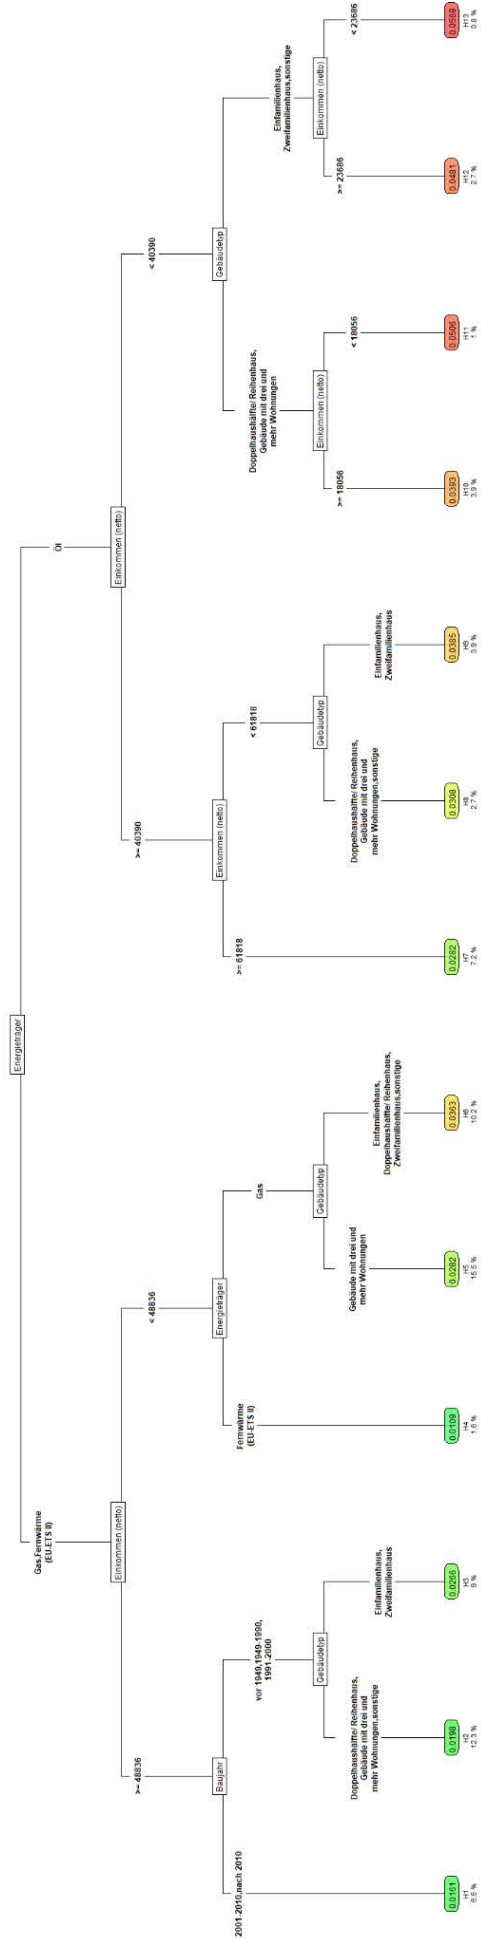 Energieträger
Gas,Fernwärme
(EU-ETS II)
Öl
Einkommen (netto)
Einkommen (netto)
>= 48836
< 48836
>= 40390
< 40390
Baujahr
Energieträger
Einkommen (netto)
Gebäudetyp
2001-2010,nach 2010
vor 1949,1949-1990,
1991-2000
Fernwärme
(EU-ETS II)
Gas
>= 61818
< 61818
Doppelhaushälfte/ Reihenhaus,
Gebäude mit drei und
mehr Wohnungen
Einfamilienhaus,
Zweifamilienhaus,sonstige
Gebäudetyp
Gebäudetyp
Gebäudetyp
Einkommen (netto)
Einkommen (netto)
Doppelhaushälfte/ Reihenhaus,
Gebäude mit drei und
mehr Wohnungen,sonstige
Einfamilienhaus,
Zweifamilienhaus
Gebäude mit drei und
mehr Wohnungen
Einfamilienhaus,
Doppelhaushälfte/ Reihenhaus,
Zweifamilienhaus,sonstige
Doppelhaushälfte/ Reihenhaus,
Gebäude mit drei und
mehr Wohnungen,sonstige
Einfamilienhaus,
Zweifamilienhaus
>= 18056
< 18056
>= 23686
< 23686
0.0161
0.0198
0.0266
0.0109
0.0282
0.0363
0.0282
0.0308
0.0385
0.0393
0.0506
0.0481
0.0569
H1
H2
H3
H4
H5
H6
H7
H8
H9
H10
H11
H12
H13
12.3 %
9 %
1.8 %
15.5 %
10.2 %
7.2 %
2.7 %
3.9 %
3.9 %
1 %
2.7 %
0.8 %